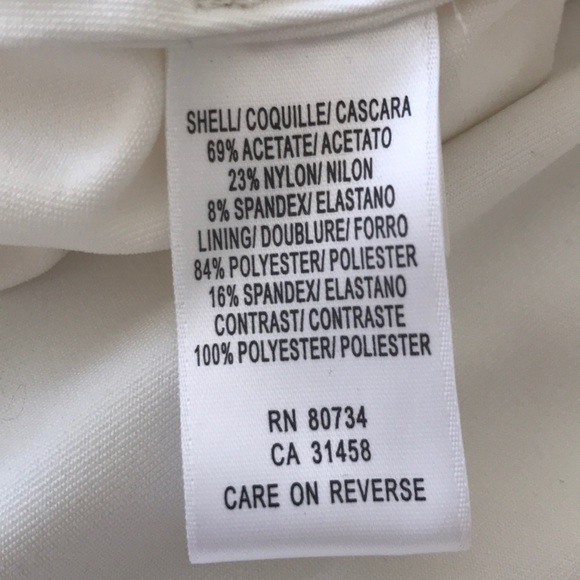 SHELL/ COQUILLE/ CASCARA
69% ACETATE/ ACETATO
23% NYLON/ NILON
8% SPANDEX/ ELASTANO
LINING/ DOUBLURE/ FORRO
84% POLYESTER/ POLIESTER
16% SPANDEX/ ELASTANO
CONTRAST/ CONTRASTE
100% POLYESTER/ POLIESTER
RN 80734
CA 31458
CARE ON REVERSE